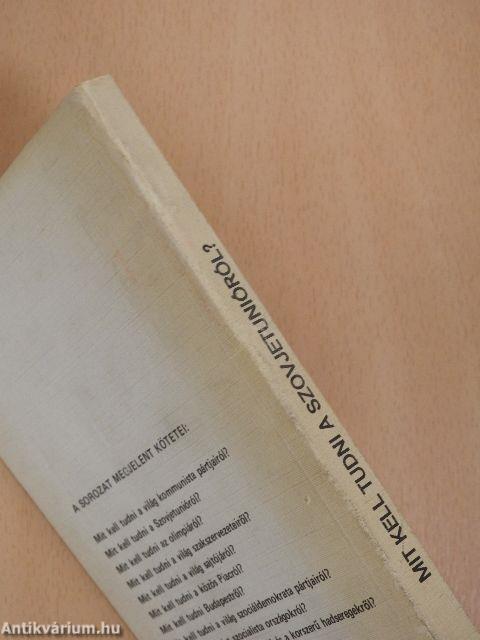 MIT KELL TUDNI A SZOVJETUNIÓRÓL?
A SOROZAT MEGJELENT KÖTETEI:
Mit kell tudni a világ kommunista pártjairól?
Mit kell tudni a Szovjetunióról?
Mit kell tudni az olimpiáról?
Mit kell tudni a világ szakszervezeteiről?
Mit kell tudni a világ sajtójáról?
Mit kell tudni a közös Piacról?
Mit kell tudni Budapestről?
kell tudni a világ szociáldemokrata pártjairól?
szocialista országokról?
a korszerű hadseregekről?
Antikvárium.hu